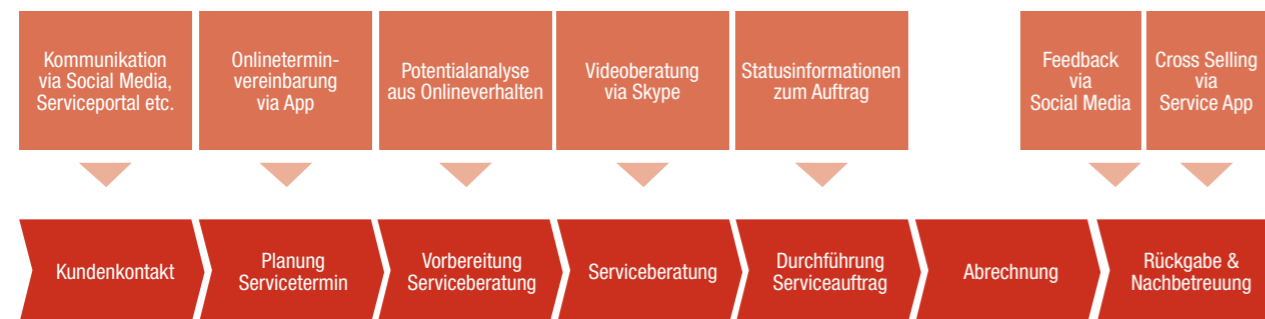 Kommunikation
via Social Media,
Serviceportal etc.
Onlinetermin-
vereinbarung
via App
Potentialanalyse
aus Onlineverhalten
Videoberatung
via Skype
Statusinformationen
zum Auftrag
Feedback
via
Social Media
Cross Selling
via
Service App
Kundenkontakt
Planung
Servicetermin
Vorbereitung
Serviceberatung
Serviceberatung
Durchführung
Serviceauftrag
Abrechnung
Rückgabe &
Nachbetreuung